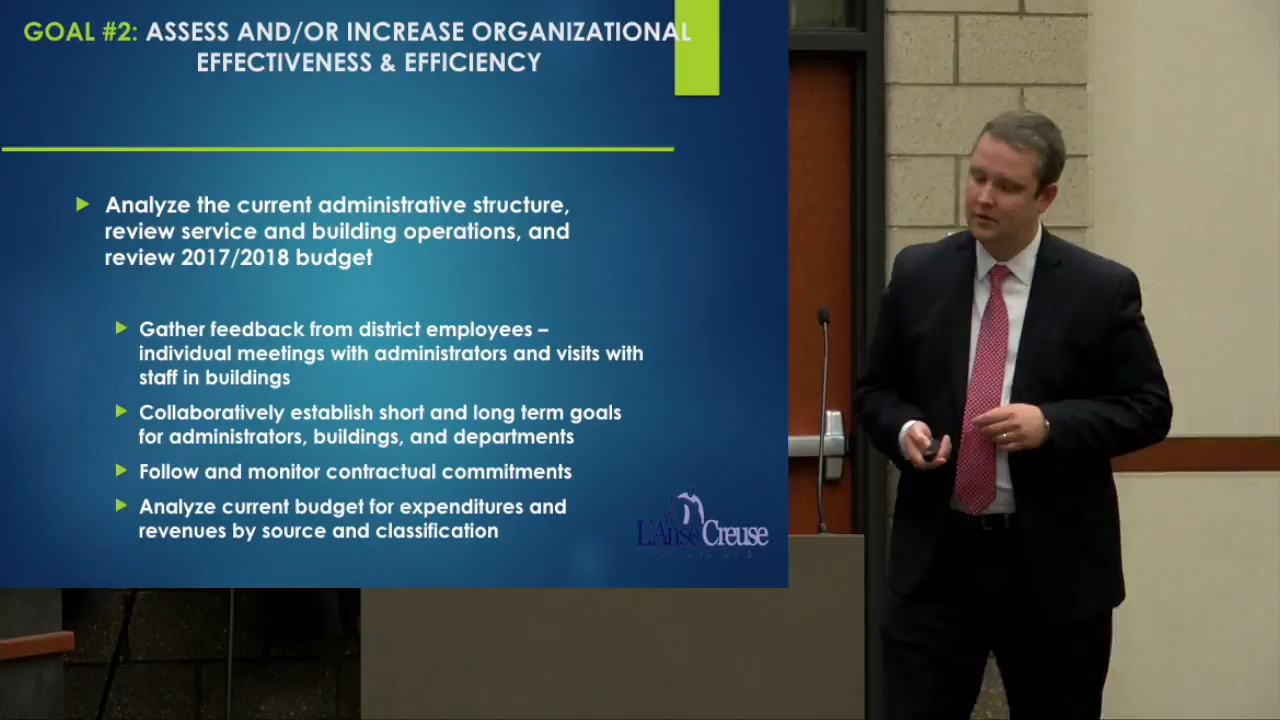 GOAL #2: ASSESS AND/OR INCREASE ORGANIZATIONAL
EFFECTIVENESS & EFFICIENCY
Analyze the current administrative structure,
review service and building operations, and
review 2017/2018 budget
Gather feedback from district employees –
individual meetings with administrators and visits with
staff in buildings
Collaboratively establish short and long term goals
for administrators, buildings, and departments
Follow and monitor contractual commitments
Analyze current budget for expenditures and
revenues by source and classification
L'Anse Creuse